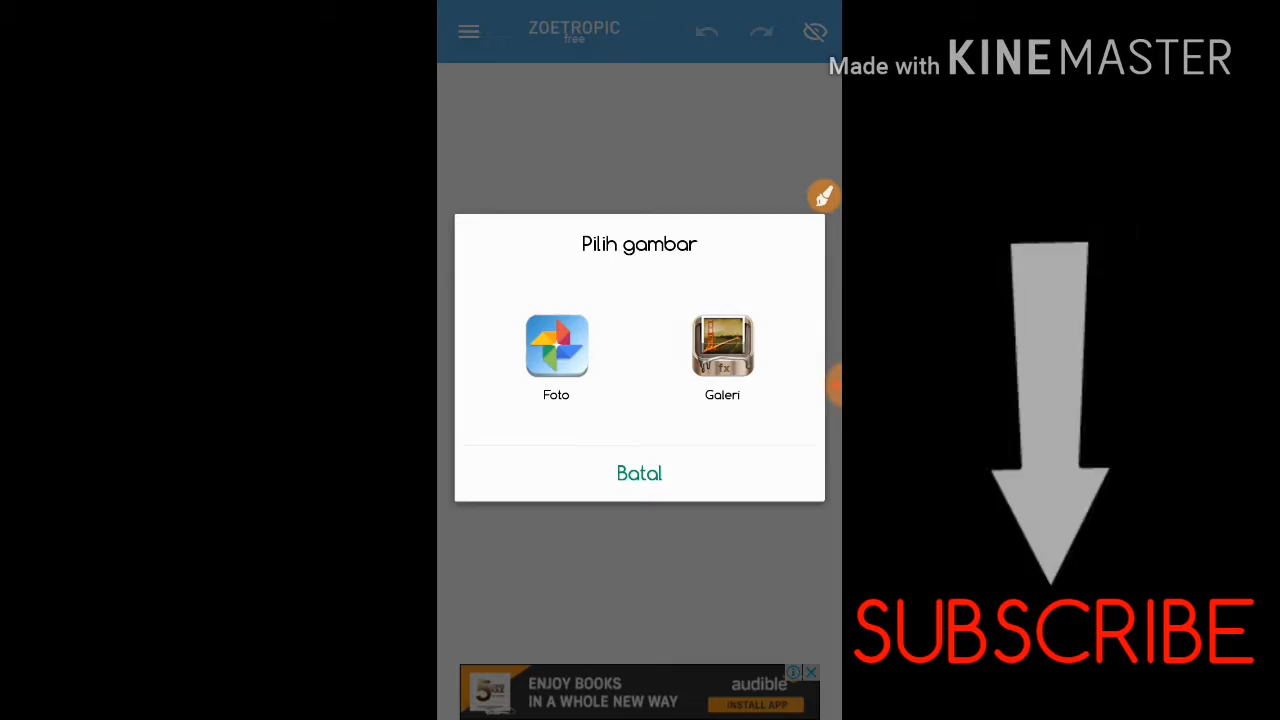 ZOETROPIC
free
Made with KINEMASTER
Pilih gambar
fx
Foto
Galeri
Batal
SUBSCRIBE
ENJOY BOOKS
IN A WHOLE NEW WAY
audible
INSTALL APP